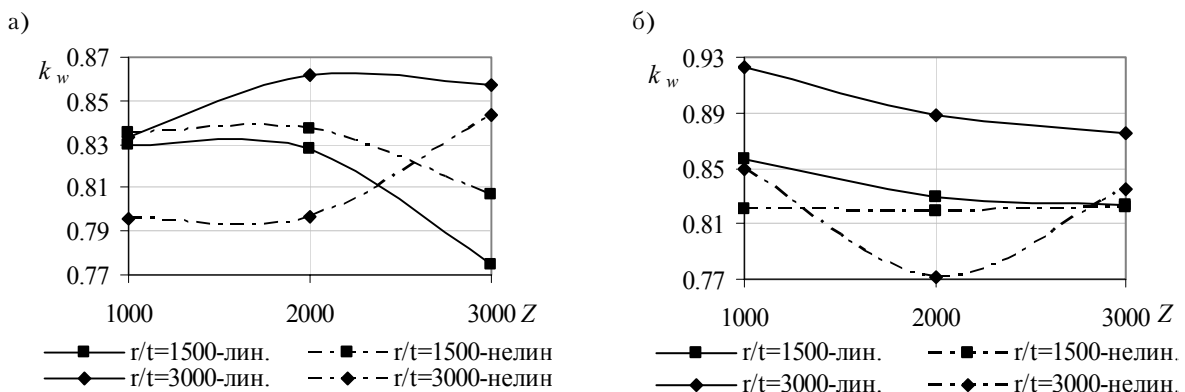 а)
k w
0.87
0.85
0.83
0.81
0.79
0.77
1000 2000 3000 Z
r/t=1500-лин. r/t=1500-нелин
r/t=3000-лин. r/t=3000-нелин
б)
k w
0.93
0.89
0.85
0.81
0.77
1000 2000 3000 Z
r/t=1500-лин. r/t=1500-нелин.
r/t=3000-лин. r/t=3000-нелин.